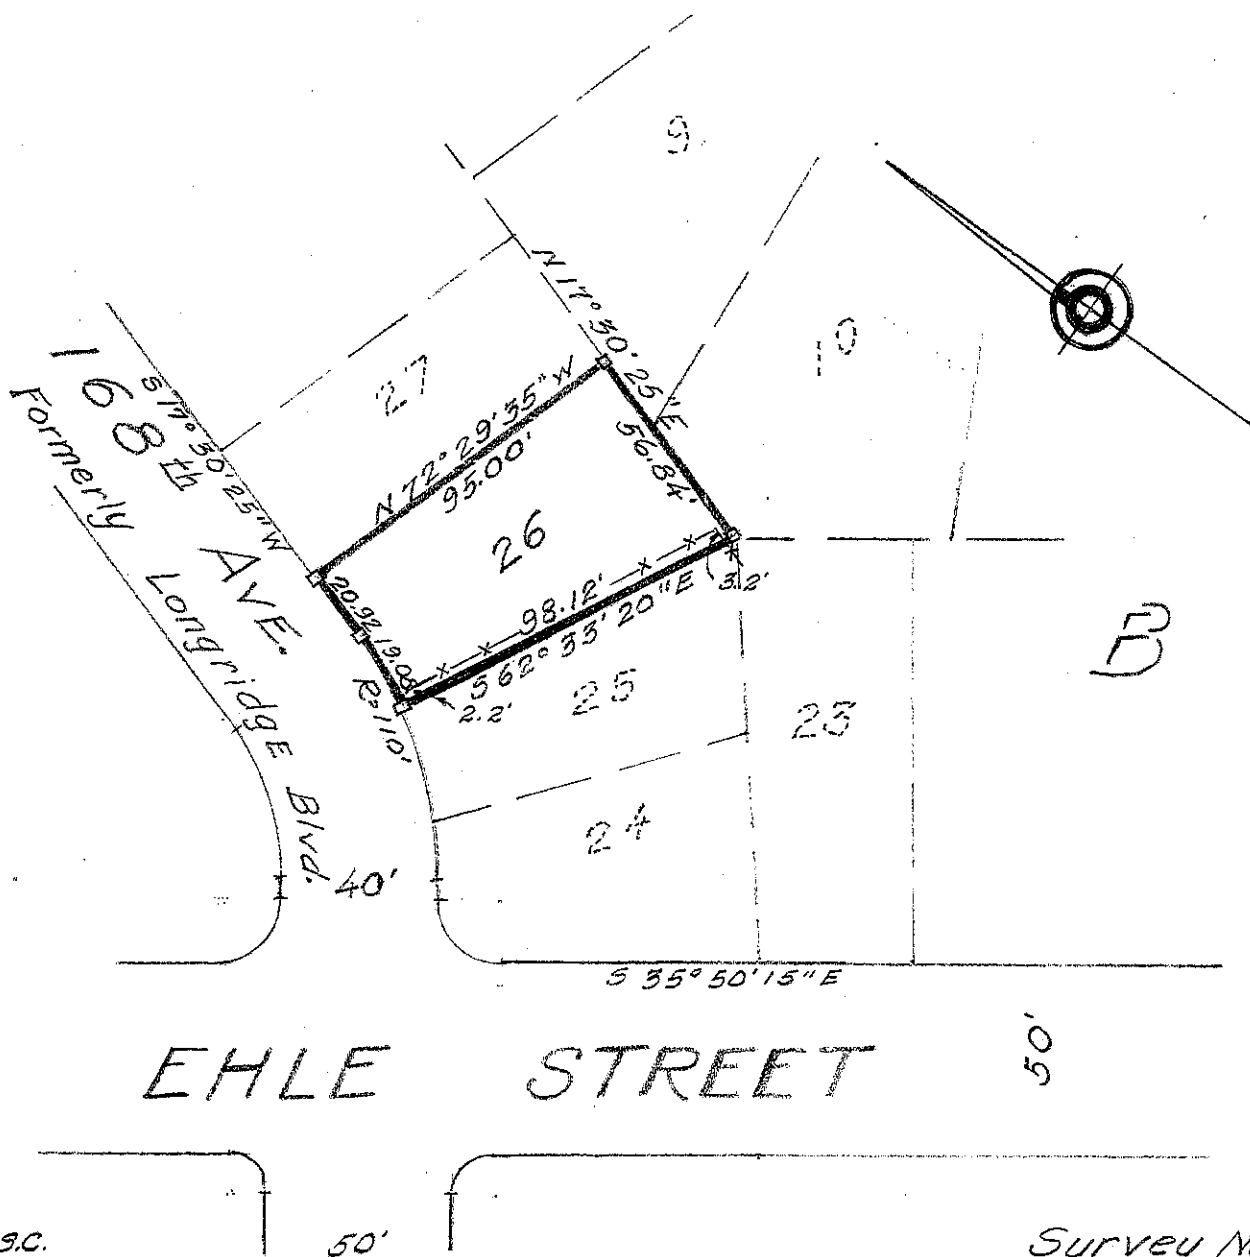 9
10
N 17° 30' 25" E
56.84'
27
N 72° 29' 35" W
95.00'
26
S 17° 30' 25" W
168th AVE.
Formerly Longridge Blvd.
20.92
19.08
R=110'
98.12'
S 62° 33' 20" E
3.2'
2.2'
25
23
24
B
40'
S 35° 50' 15" E
EHLE STREET
50'
50'
Survey